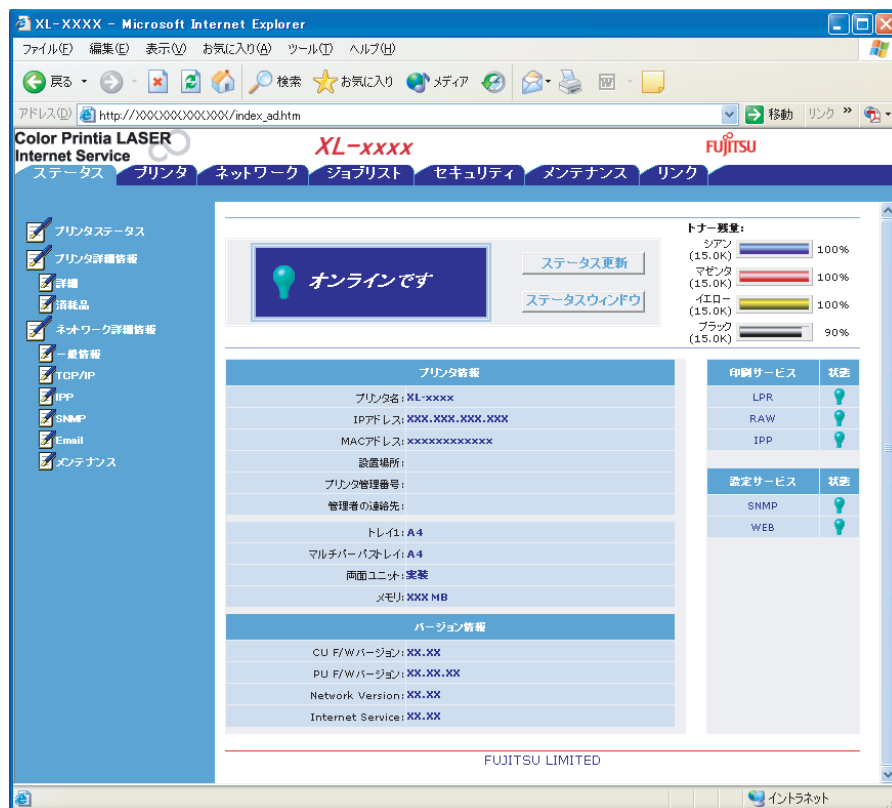 XL-XXXX - Microsoft Internet Explorer
ファイル(F) 編集(E) 表示(V) お気に入り(A) ツール(T) ヘルプ(H)
戻る 検索 お気に入り メディア
アドレス(D) http://XXX.XXX.XXX.XXX/index_ad.htm 移動 リンク »
Color Printia LASER
Internet Service
XL-xxxx
FUJITSU
ステータス プリンタ ネットワーク ジョブリスト セキュリティ メンテナンス リンク
プリンタステータス
プリンタ詳細情報
詳細
消耗品
ネットワーク詳細情報
一般情報
TCP/IP
IPP
SNMP
Email
メンテナンス
オンラインです
ステータス更新
ステータスウィンドウ
トナー残量:
シアン
(15.0K) 100%
マゼンタ
(15.0K) 100%
イエロー
(15.0K) 100%
ブラック
(15.0K) 90%
プリンタ情報
プリンタ名: XL-xxxx
IPアドレス: XXX.XXX.XXX.XXX
MACアドレス: xxxxxxxxxxxx
設置場所:
プリンタ管理番号:
管理者の連絡先:
トレイ1: A4
マルチパーパストレイ: A4
両面ユニット: 実装
メモリ: XXX MB
バージョン情報
CU F/Wバージョン: XX.XX
PU F/Wバージョン: XX.XX.XX
Network Version: XX.XX
Internet Service: XX.XX
印刷サービス 状態
LPR
RAW
IPP
設定サービス 状態
SNMP
WEB
FUJITSU LIMITED
イントラネット